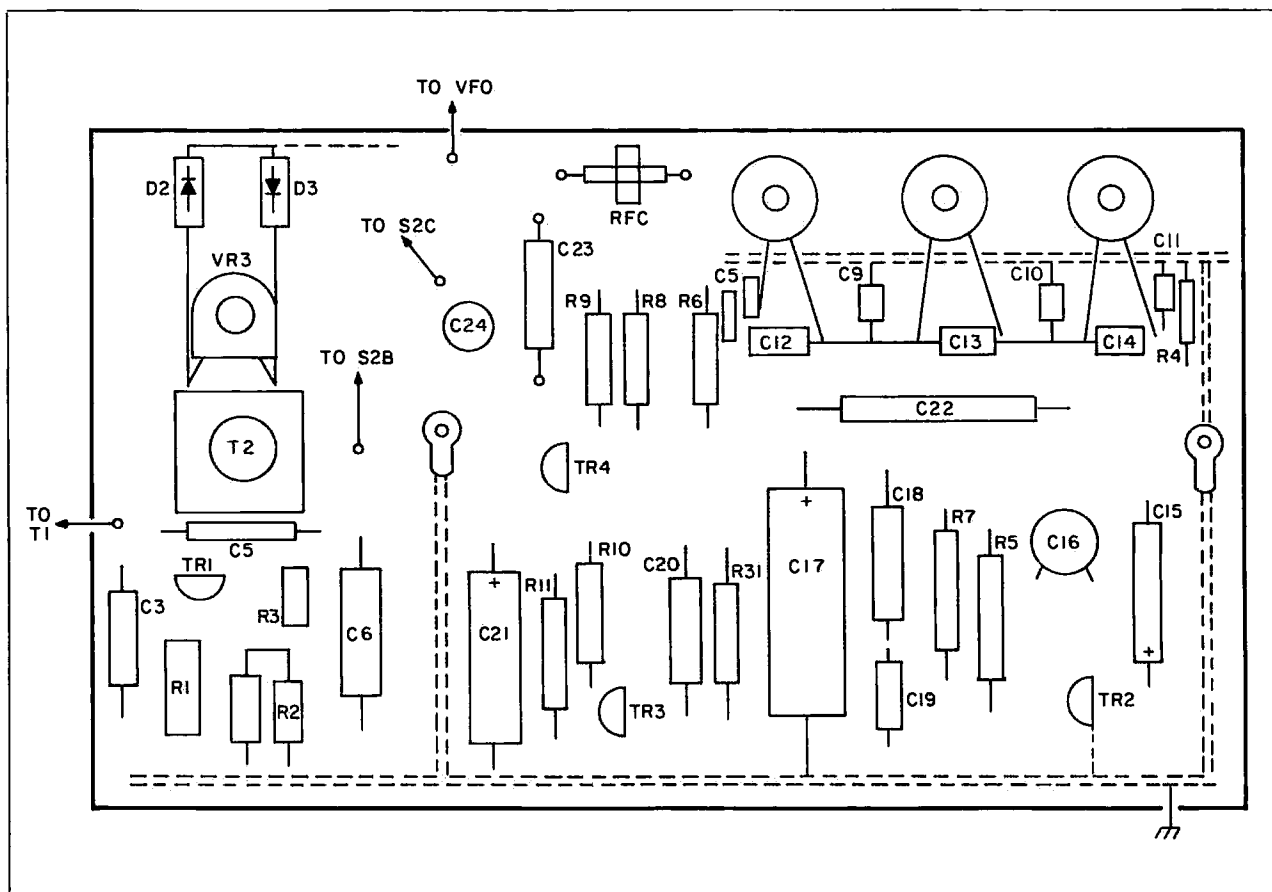 TO VFO
D2
D3
RFC
TO S2C
C23
C11
VR3
C5
C9
C10
R9
R8
R6
C24
C12
C13
C14
R4
TO S2B
C22
T2
TR4
TO
T1
C5
C18
C15
R7
C16
TR1
R10
C20
R5
C17
R31
R11
C3
R3
C6
C21
+
+
+
R1
R2
TR3
C19
TR2